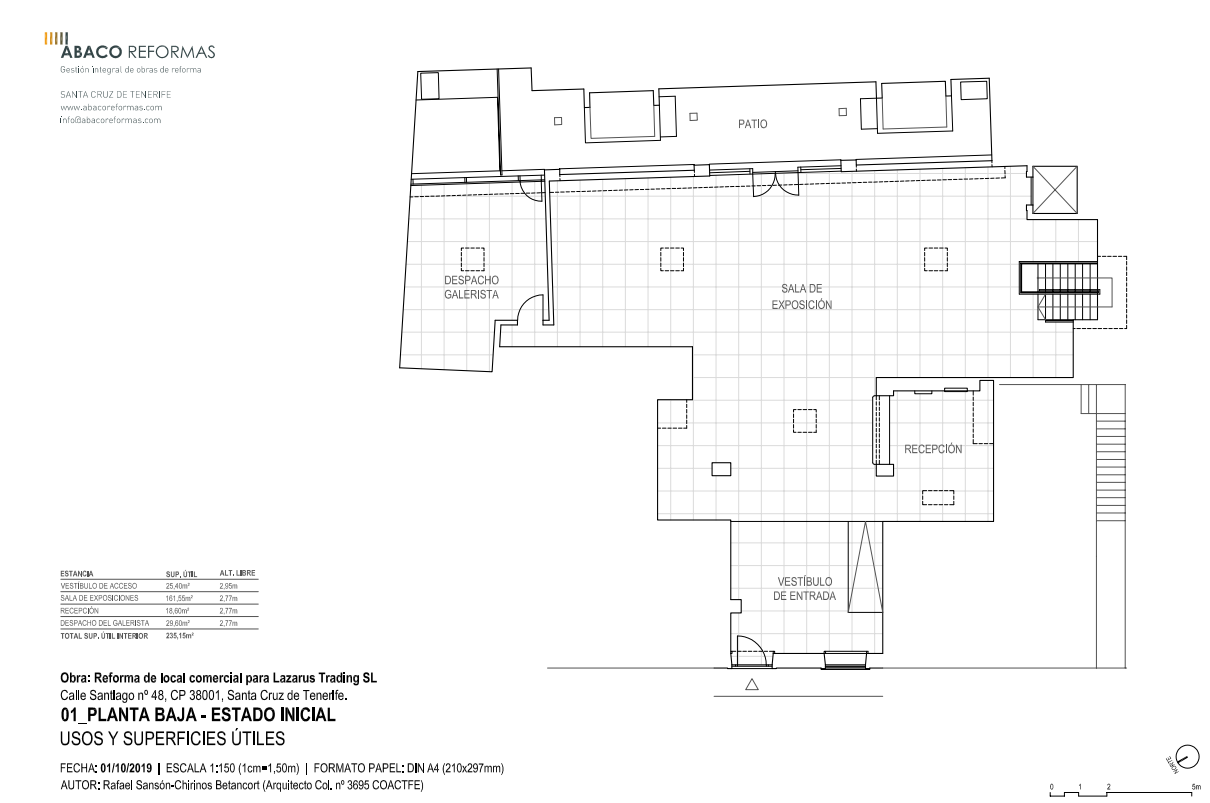 ABACO REFORMAS
Gestión integral de obras de reforma
SANTA CRUZ DE TENERIFE
www.abacoreformas.com
info@abacoreformas.com
PATIO
DESPACHO
GALERISTA
SALA DE
EXPOSICIÓN
RECEPCIÓN
VESTÍBULO
DE ENTRADA
ESTANCIA SUP. ÚTIL ALT. LIBRE
VESTÍBULO DE ACCESO 25,40m² 2,95m
SALA DE EXPOSICIONES 161,55m² 2,77m
RECEPCIÓN 18,60m² 2,77m
DESPACHO DEL GALERISTA 29,60m² 2,77m
TOTAL SUP. ÚTIL INTERIOR 235,15m²
Obra: Reforma de local comercial para Lazarus Trading SL
Calle Santiago nº 48, CP 38001, Santa Cruz de Tenerife.
01_PLANTA BAJA - ESTADO INICIAL
USOS Y SUPERFICIES ÚTILES
FECHA: 01/10/2019 | ESCALA 1:150 (1cm=1,50m) | FORMATO PAPEL: DIN A4 (210x297mm)
AUTOR: Rafael Sansón-Chirinos Betancort (Arquitecto Col. nº 3695 COACTFE)
NORTE
0 1 2 5m